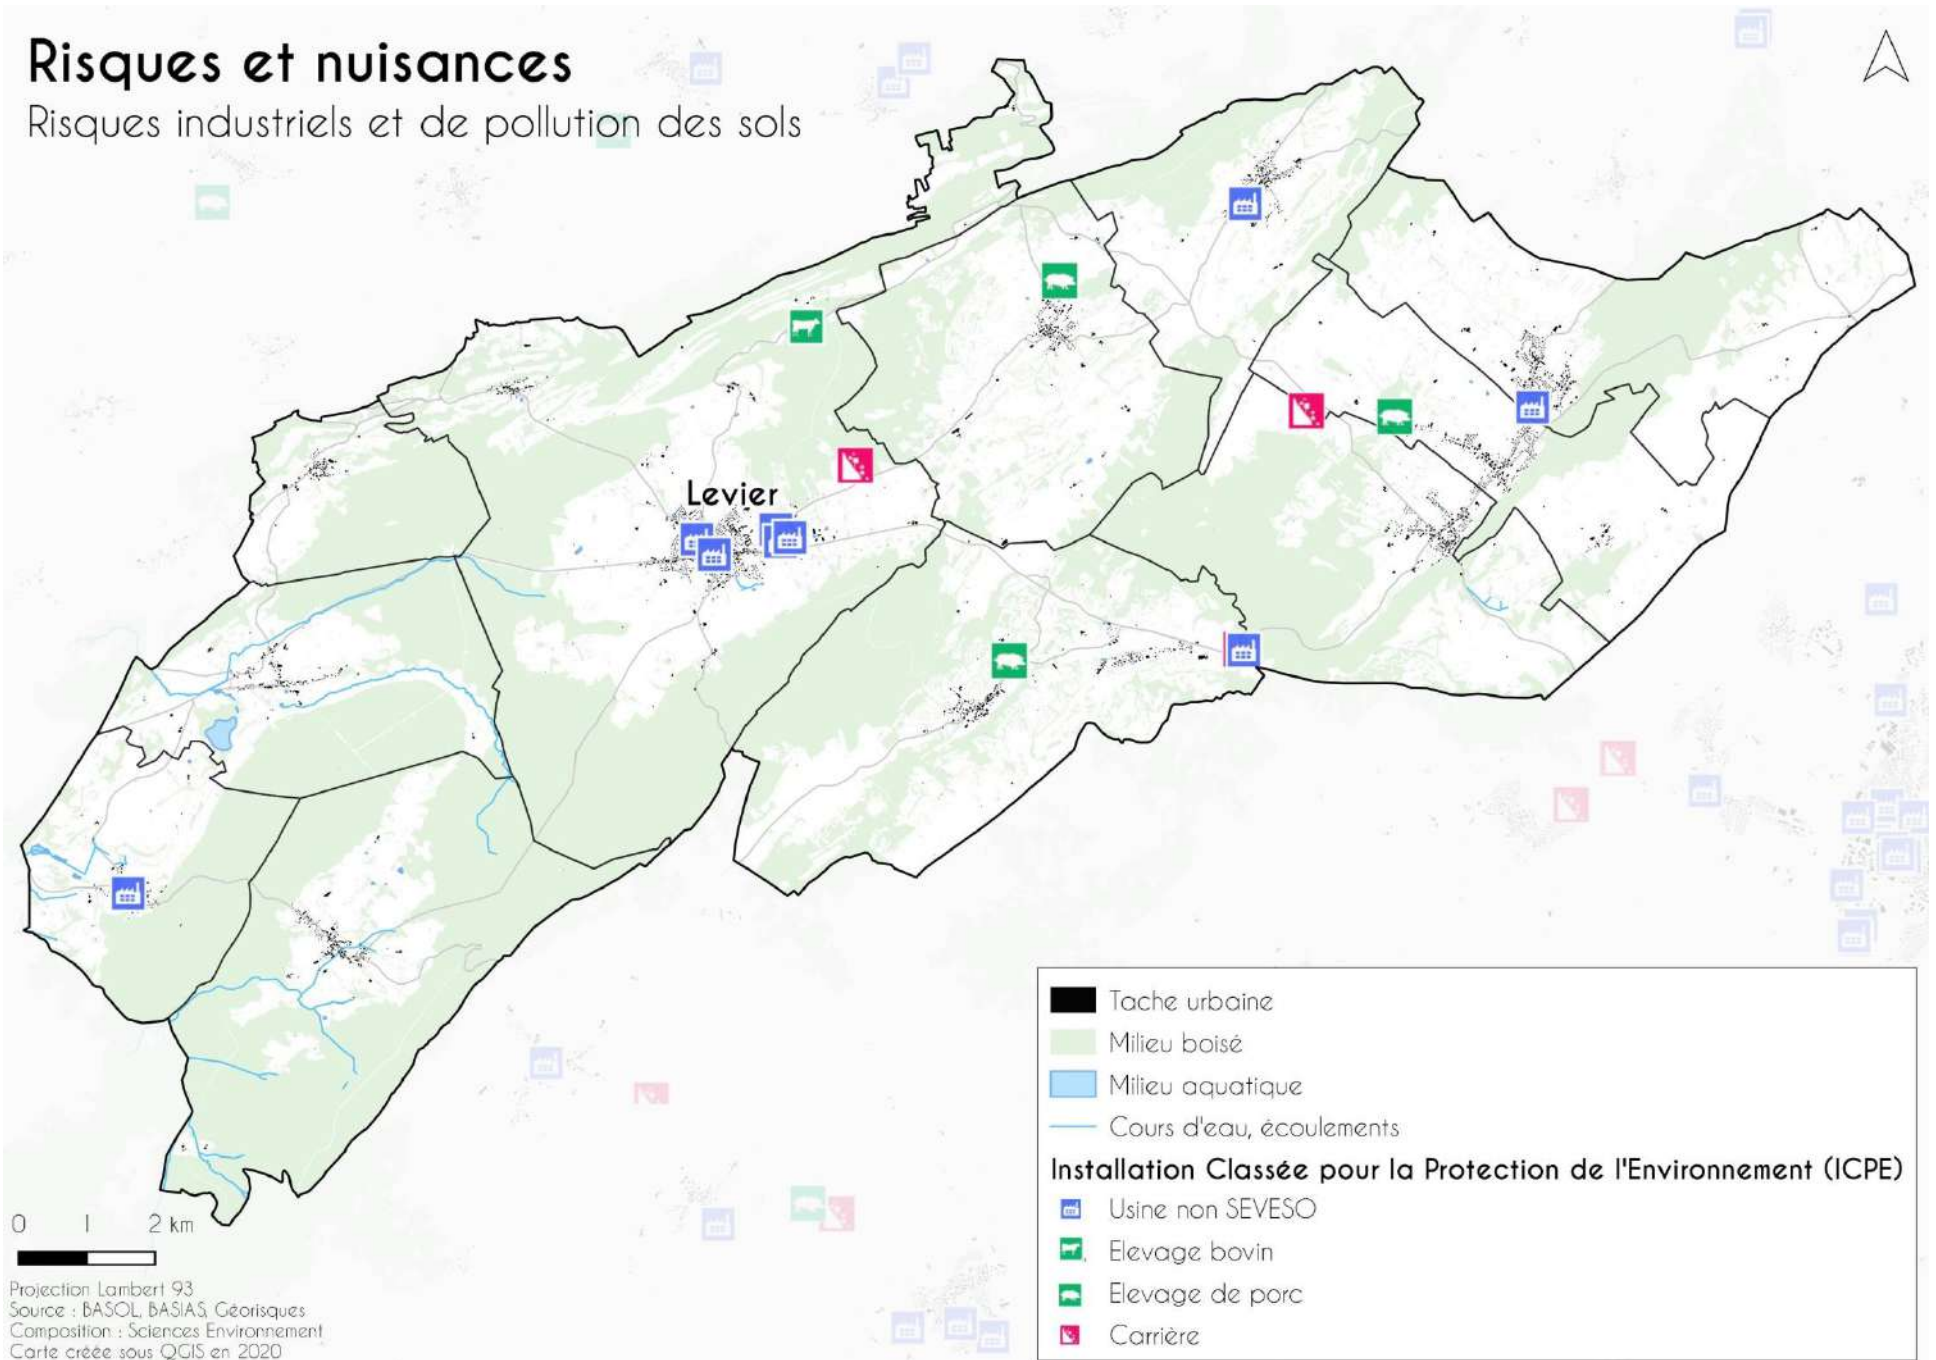 Risques et nuisances
Risques industriels et de pollution des sols
Levier
0 1 2 km
Projection Lambert 93
Source : BASOL, BASIAS, Géorisques
Composition : Sciences Environnement
Carte créée sous QGIS en 2020
Tache urbaine
Milieu boisé
Milieu aquatique
Cours d'eau, écoulements
Installation Classée pour la Protection de l'Environnement (ICPE)
Usine non SEVESO
Elevage bovin
Elevage de porc
Carrière